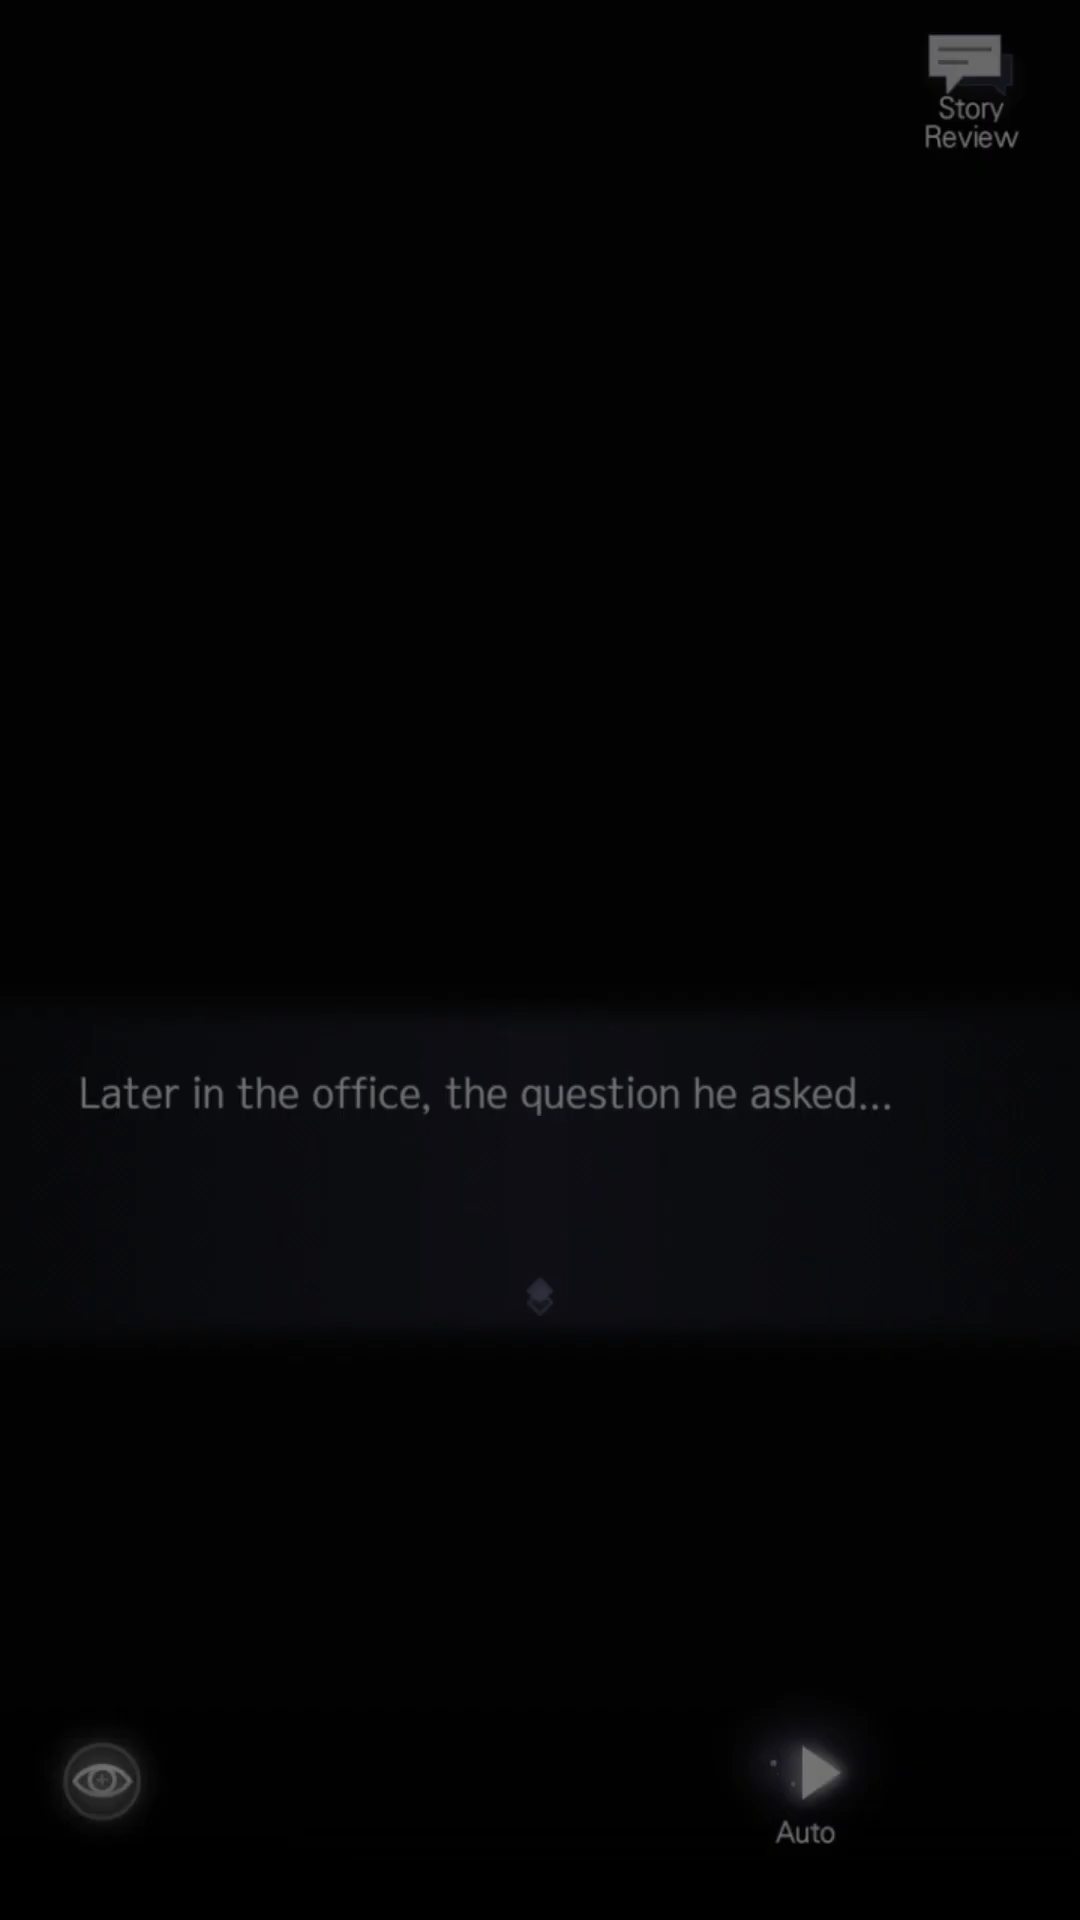 Story
Review
Later in the office, the question he asked...
Auto